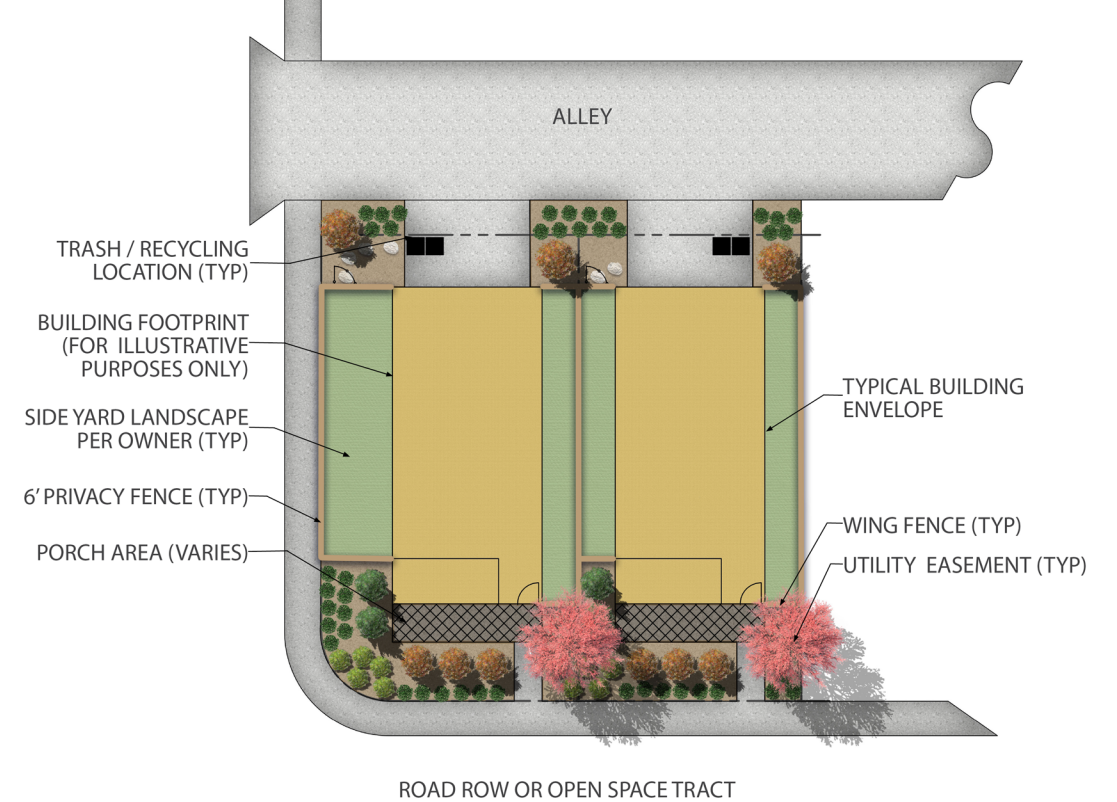 ALLEY
TRASH / RECYCLING
LOCATION (TYP)
BUILDING FOOTPRINT
(FOR ILLUSTRATIVE
PURPOSES ONLY)
SIDE YARD LANDSCAPE
PER OWNER (TYP)
6’ PRIVACY FENCE (TYP)
PORCH AREA (VARIES)
TYPICAL BUILDING
ENVELOPE
WING FENCE (TYP)
UTILITY EASEMENT (TYP)
ROAD ROW OR OPEN SPACE TRACT